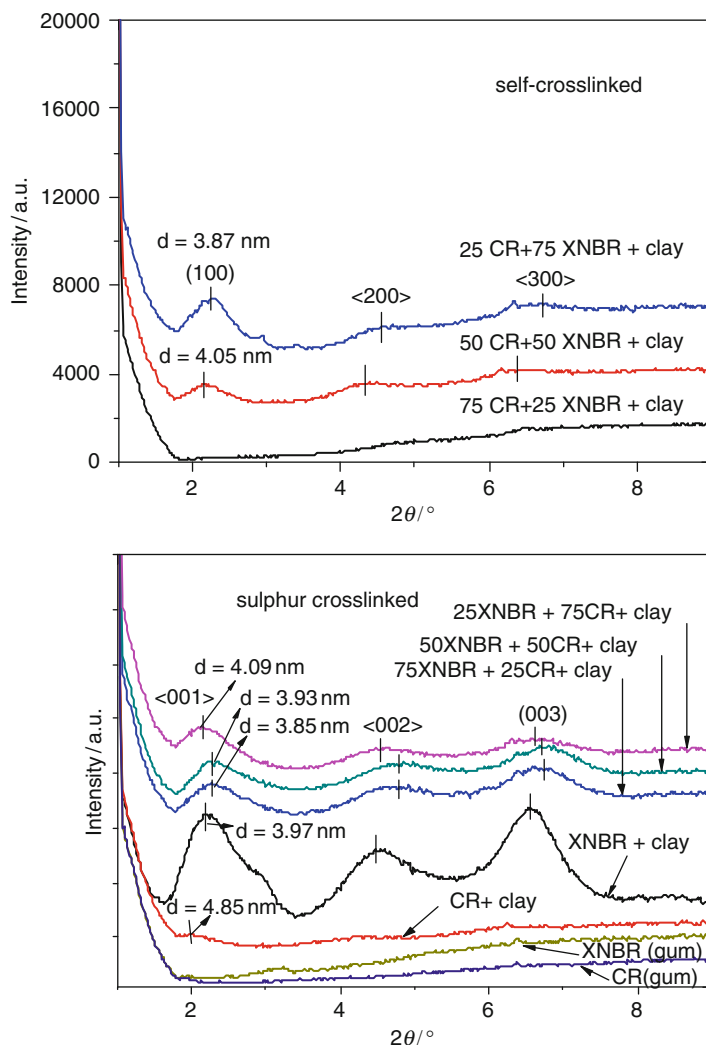 20000
self-crosslinked
16000
12000
Intensity / a.u.
d = 3.87 nm
25 CR+75 XNBR + clay
8000
(100)
<200>
<300>
d = 4.05 nm
50 CR+50 XNBR + clay
4000
75 CR+25 XNBR + clay
0
2
4
6
8
2θ/°
sulphur crosslinked
25XNBR + 75CR+ clay
50XNBR + 50CR+ clay
75XNBR + 25CR+ clay
d = 4.09 nm
<001>
d = 3.93 nm
d = 3.85 nm
<002>
(003)
Intensity / a.u.
d = 3.97 nm
XNBR + clay
d = 4.85 nm
CR+ clay
XNBR (gum)
CR(gum)
2
4
6
8
2θ/°